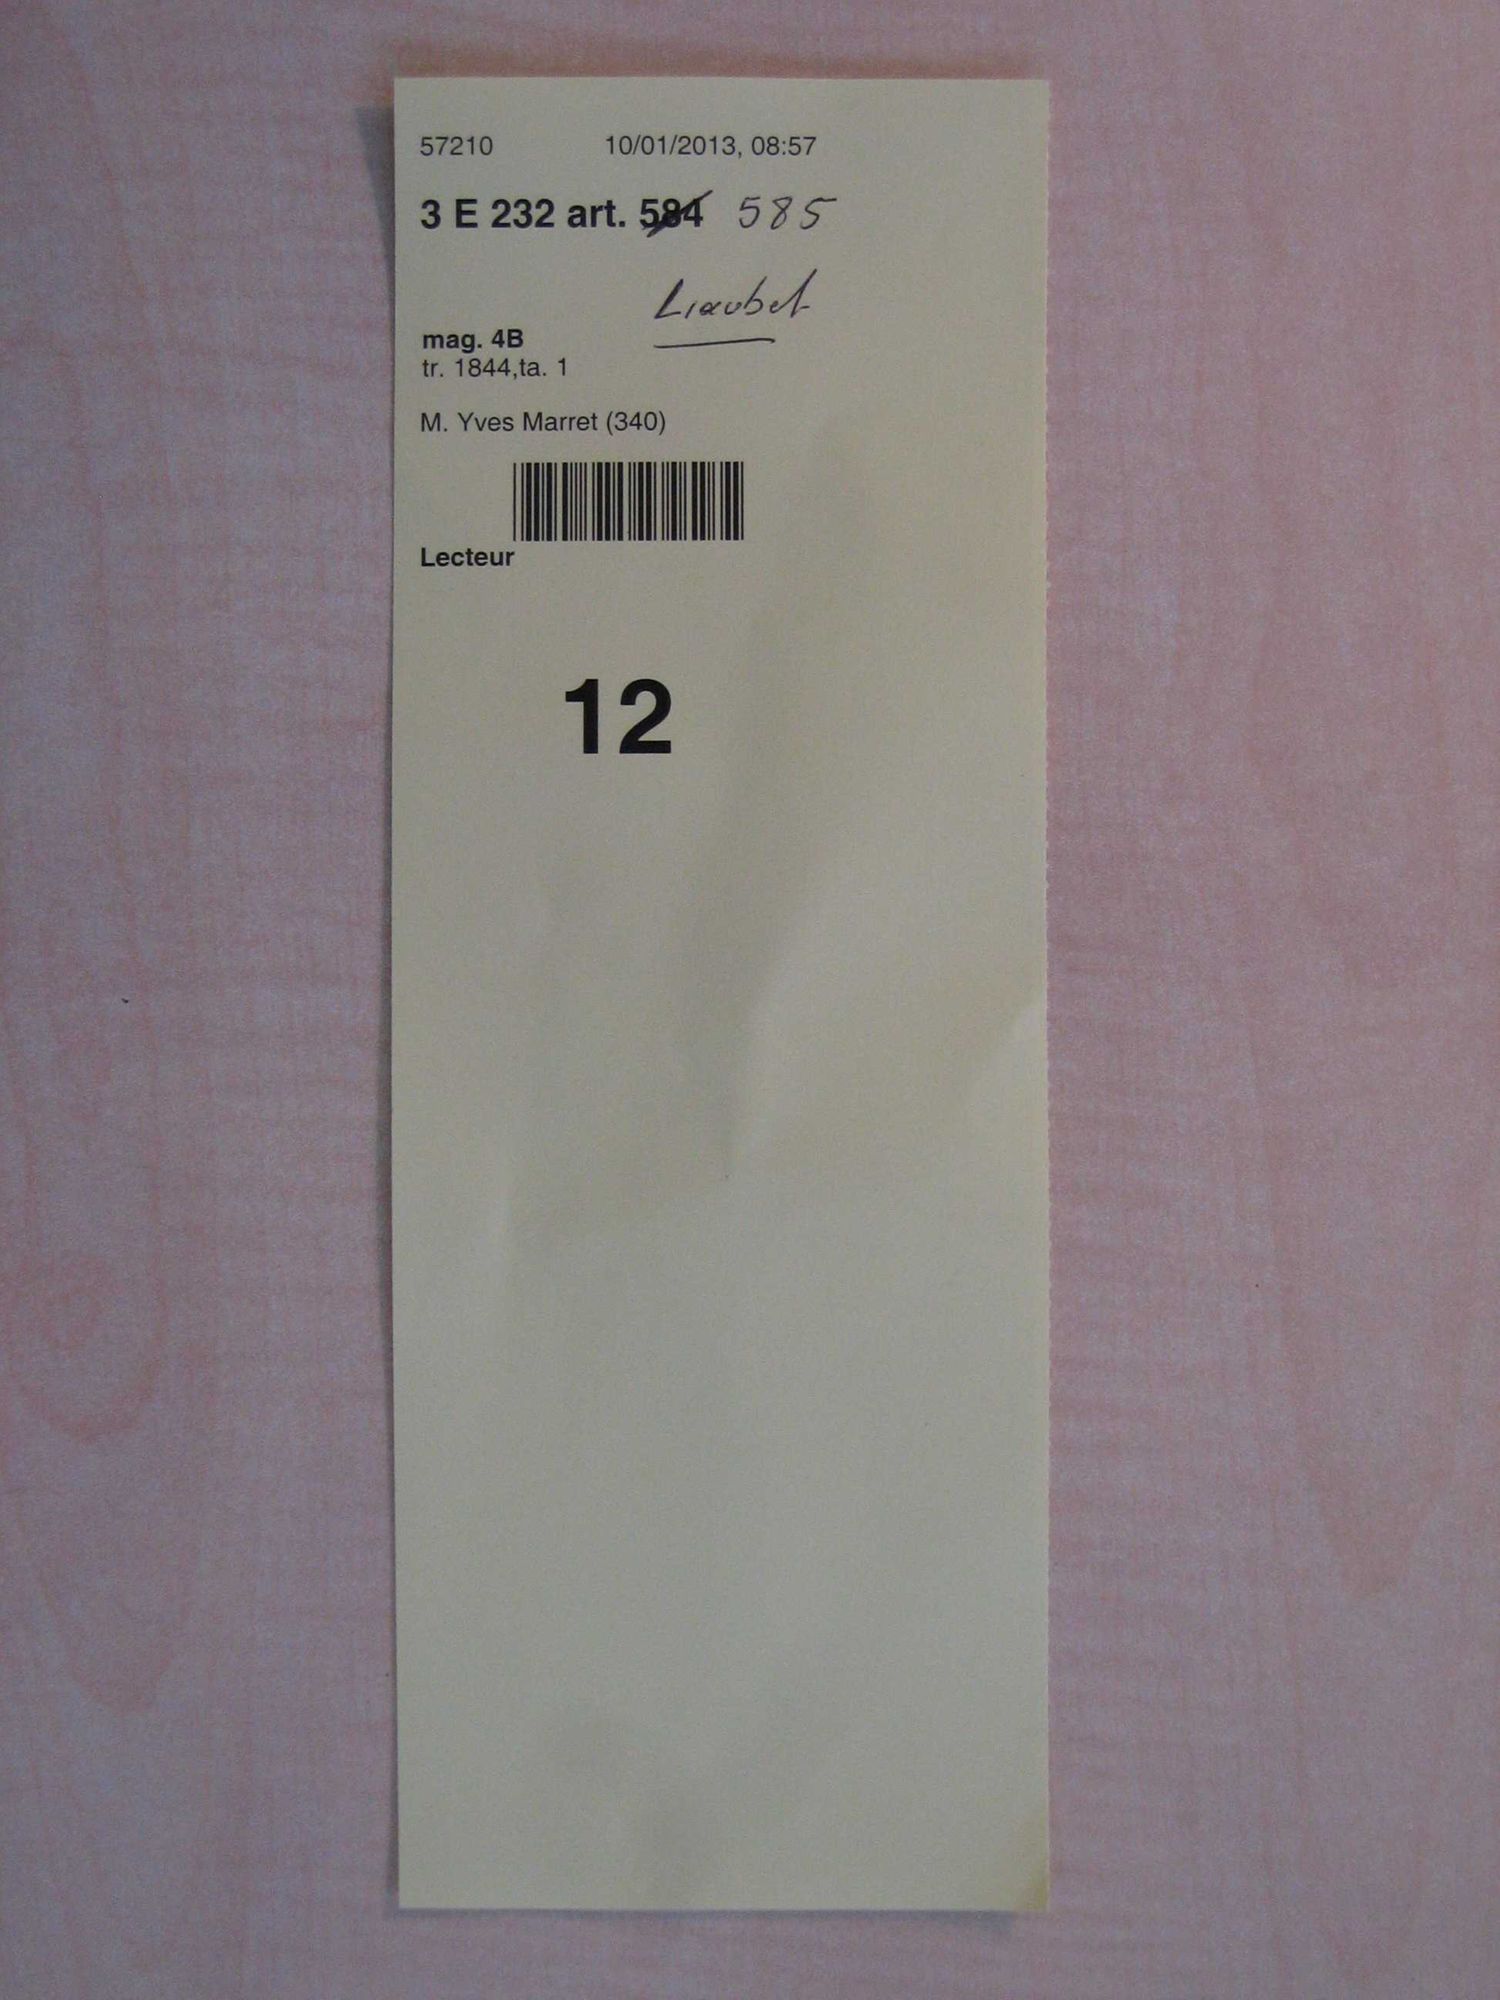 57210 10/01/2013, 08:57
3 E 232 art. 584 585
Liaubet
mag. 4B
tr. 1844,ta. 1
M. Yves Marret (340)
Lecteur
12